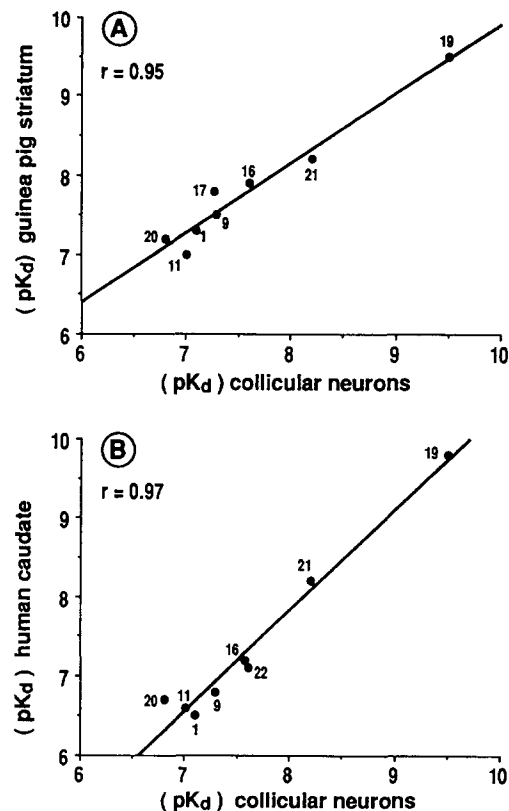 A
r = 0.95
10
9
8
7
6
(pKd) guinea pig striatum
19
16
17
21
20
1
9
11
6 7 8 9 10
(pKd) collicular neurons
B
r = 0.97
10
9
8
7
6
(pKd) human caudate
19
21
16
22
20
11
9
1
6 7 8 9 10
(pKd) collicular neurons